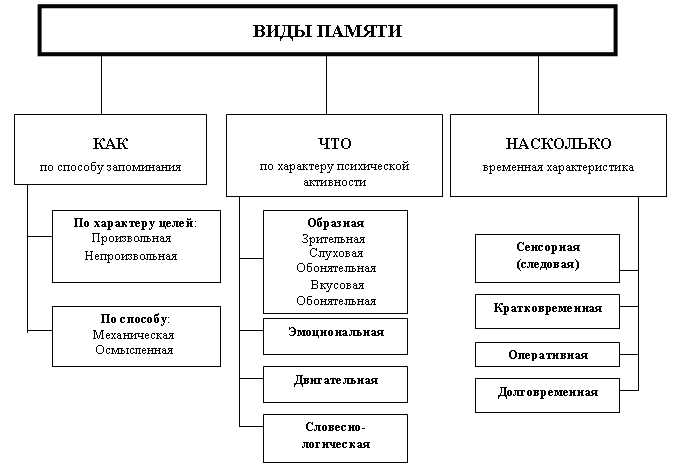 ВИДЫ ПАМЯТИ
КАК
по способу запоминания
По характеру целей:
Произвольная
Непроизвольная
По способу:
Механическая
Осмысленная
ЧТО
по характеру психической
активности
Образная
Зрительная
Слуховая
Обонятельная
Вкусовая
Обонятельная
Эмоциональная
Двигательная
Словесно-
логическая
НАСКОЛЬКО
временная характеристика
Сенсорная
(следовая)
Кратковременная
Оперативная
Долговременная